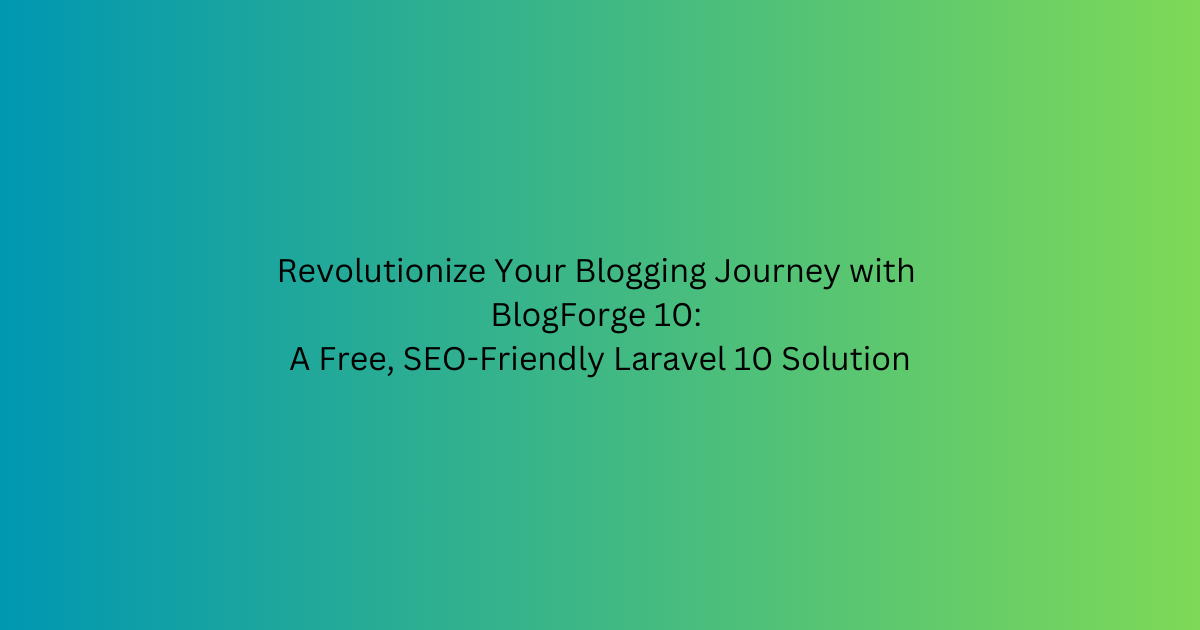 Revolutionize Your Blogging Journey with
BlogForge 10:
A Free, SEO-Friendly Laravel 10 Solution